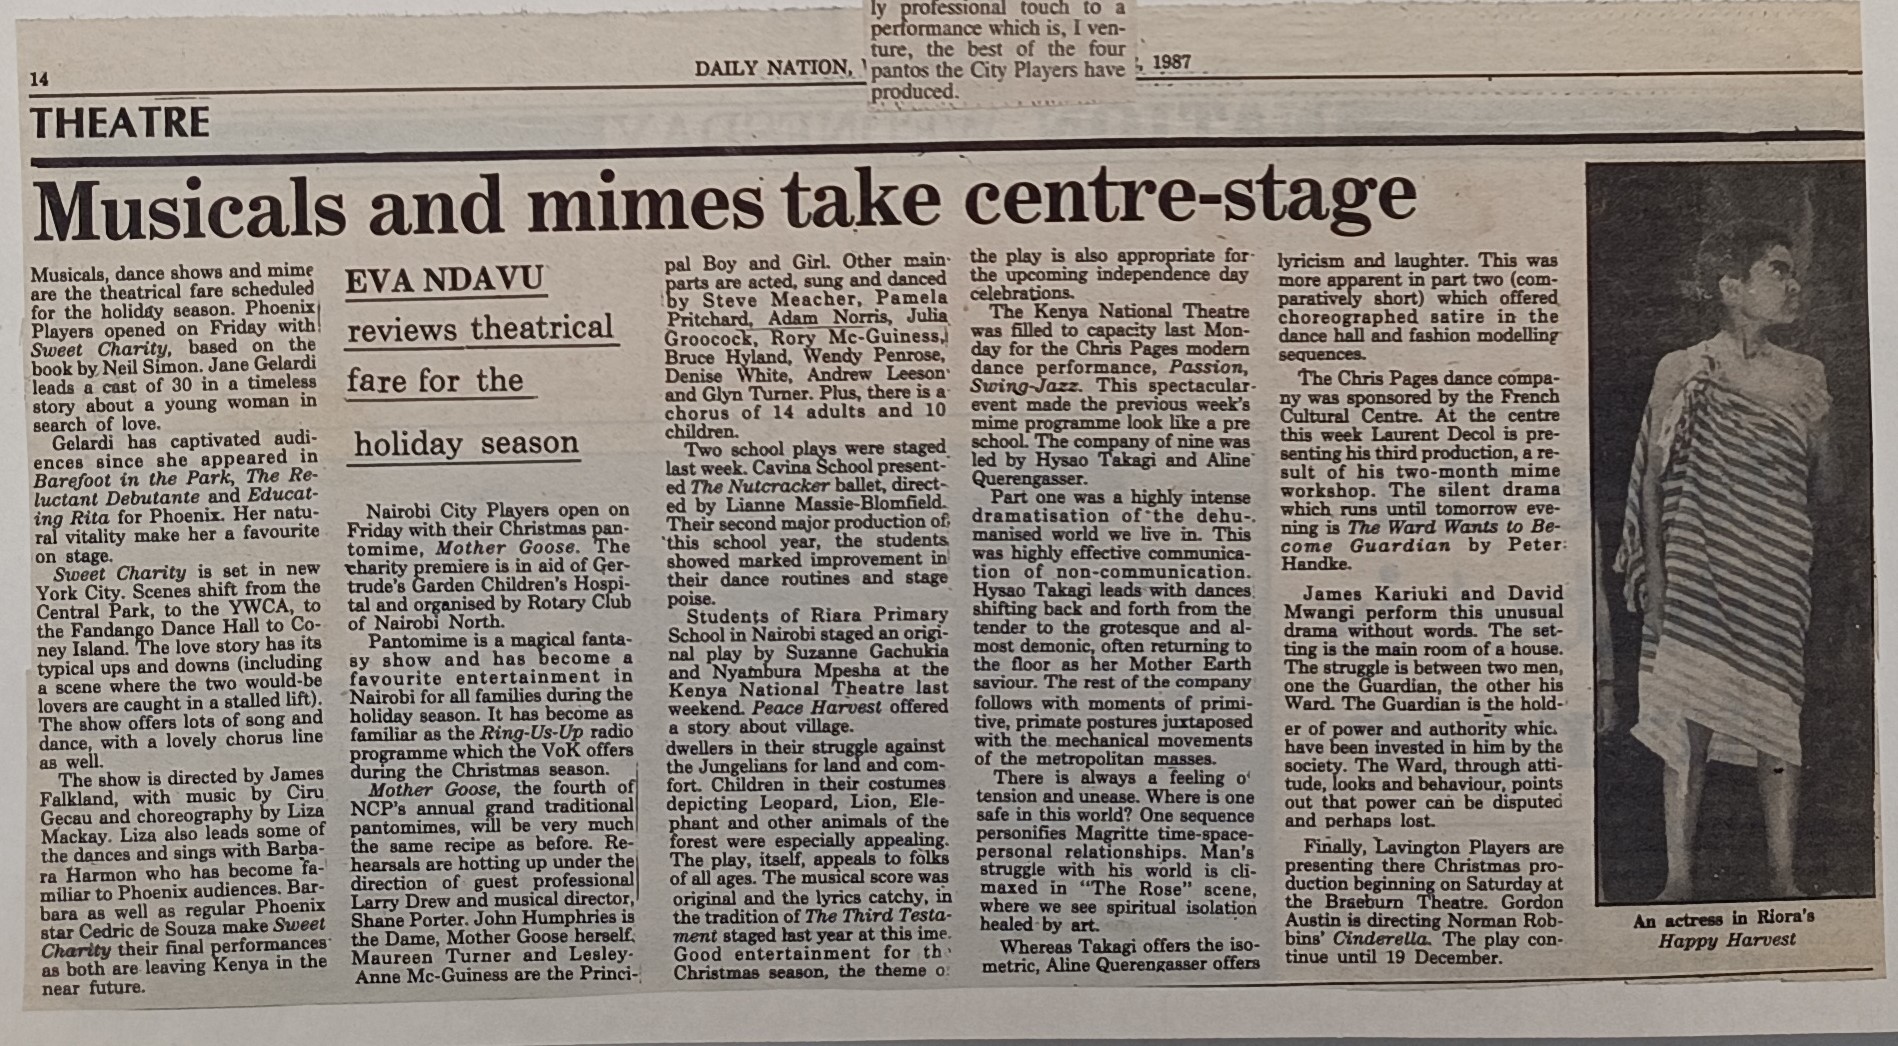 ly professional touch to a
performance which is, I ven-
ture, the best of the four
pantos the City Players have
produced.
14
DAILY NATION,
, 1987
THEATRE
Musicals and mimes take centre-stage
Musicals, dance shows and mime
are the theatrical fare scheduled
for the holiday season. Phoenix
Players opened on Friday with
Sweet Charity, based on the
book by Neil Simon. Jane Gelardi
leads a cast of 30 in a timeless
story about a young woman in
search of love.
Gelardi has captivated audi-
ences since she appeared in
Barefoot in the Park, The Re-
luctant Debutante and Educat-
ing Rita for Phoenix. Her natu-
ral vitality make her a favourite
on stage.
Sweet Charity is set in new
York City. Scenes shift from the
Central Park, to the YWCA, to
the Fandango Dance Hall to Co-
ney Island. The love story has its
typical ups and downs (including
a scene where the two would-be
lovers are caught in a stalled lift).
The show offers lots of song and
dance, with a lovely chorus line
as well.
The show is directed by James
Falkland, with music by Ciru
Gecau and choreography by Liza
Mackay. Liza also leads some of
the dances and sings with Barba-
ra Harmon who has become fa-
miliar to Phoenix audiences. Bar-
bara as well as regular Phoenix
star Cedric de Souza make Sweet
Charity their final performances
as both are leaving Kenya in the
near future.
EVA NDAVU
reviews theatrical
fare for the
holiday season
Nairobi City Players open on
Friday with their Christmas pan-
tomime, Mother Goose. The
charity premiere is in aid of Ger-
trude's Garden Children's Hospi-
tal and organised by Rotary Club
of Nairobi North.
Pantomime is a magical fanta-
sy show and has become a
favourite entertainment in
Nairobi for all families during the
holiday season. It has become as
familiar as the Ring-Us-Up radio
programme which the VoK offers
during the Christmas season.
Mother Goose, the fourth of
NCP's annual grand traditional
pantomimes, will be very much
the same recipe as before. Re-
hearsals are hotting up under the
direction of guest professional
Larry Drew and musical director,
Shane Porter. John Humphries is
the Dame, Mother Goose herself.
Maureen Turner and Lesley-
Anne Mc-Guiness are the Princi-
pal Boy and Girl. Other main
parts are acted, sung and danced
by Steve Meacher, Pamela
Pritchard, Adam Norris, Julia
Groocock, Rory Mc-Guiness,
Bruce Hyland, Wendy Penrose,
Denise White, Andrew Leeson
and Glyn Turner. Plus, there is a
chorus of 14 adults and 10
children.
Two school plays were staged
last week. Cavina School present-
ed The Nutcracker ballet, direct-
ed by Lianne Massie-Blomfield.
Their second major production of
this school year, the students
showed marked improvement in
their dance routines and stage
poise.
Students of Riara Primary
School in Nairobi staged an origi-
nal play by Suzanne Gachukia
and Nyambura Mpesha at the
Kenya National Theatre last
weekend. Peace Harvest offered
a story about village.
dwellers in their struggle against
the Jungelians for land and com-
fort. Children in their costumes
depicting Leopard, Lion, Ele-
phant and other animals of the
forest were especially appealing.
The play, itself, appeals to folks
of all ages. The musical score was
original and the lyrics catchy, in
the tradition of The Third Testa-
ment staged last year at this ime.
Good entertainment for th
Christmas season, the theme o
the play is also appropriate for
the upcoming independence day
celebrations.
The Kenya National Theatre
was filled to capacity last Mon-
day for the Chris Pages modern
dance performance, Passion,
Swing-Jazz. This spectacular
event made the previous week's
mime programme look like a pre
school. The company of nine was
led by Hysao Takagi and Aline
Querengasser.
Part one was a highly intense
dramatisation of the dehu-
manised world we live in. This
was highly effective communica-
tion of non-communication.
Hysao Takagi leads with dances
shifting back and forth from the
tender to the grotesque and al-
most demonic, often returning to
the floor as her Mother Earth
saviour. The rest of the company
follows with moments of primi-
tive, primate postures juxtaposed
with the mechanical movements
of the metropolitan masses.
There is always a feeling o
tension and unease. Where is one
safe in this world? One sequence
personifies Magritte time-space-
personal relationships. Man's
struggle with his world is cli-
maxed in "The Rose" scene,
where we see spiritual isolation
healed by art.
Whereas Takagi offers the iso-
metric, Aline Querengasser offers
lyricism and laughter. This was
more apparent in part two (com-
paratively short) which offered
choreographed satire in the
dance hall and fashion modelling
sequences.
The Chris Pages dance compa-
ny was sponsored by the French
Cultural Centre. At the centre
this week Laurent Decol is pre-
senting his third production, a re-
sult of his two-month mime
workshop. The silent drama
which runs until tomorrow eve-
ning is The Ward Wants to Be-
come Guardian by Peter
Handke.
James Kariuki and David
Mwangi perform this unusual
drama without words. The set-
ting is the main room of a house.
The struggle is between two men,
one the Guardian, the other his
Ward. The Guardian is the hold-
er of power and authority whic
have been invested in him by the
society. The Ward, through atti-
tude, looks and behaviour, points
out that power can be disputed
and perhaps lost.
Finally, Lavington Players are
presenting there Christmas pro-
duction beginning on Saturday at
the Braeburn Theatre. Gordon
Austin is directing Norman Rob-
bins' Cinderella. The play con-
tinue until 19 December.
An actress in Riora's
Happy Harvest